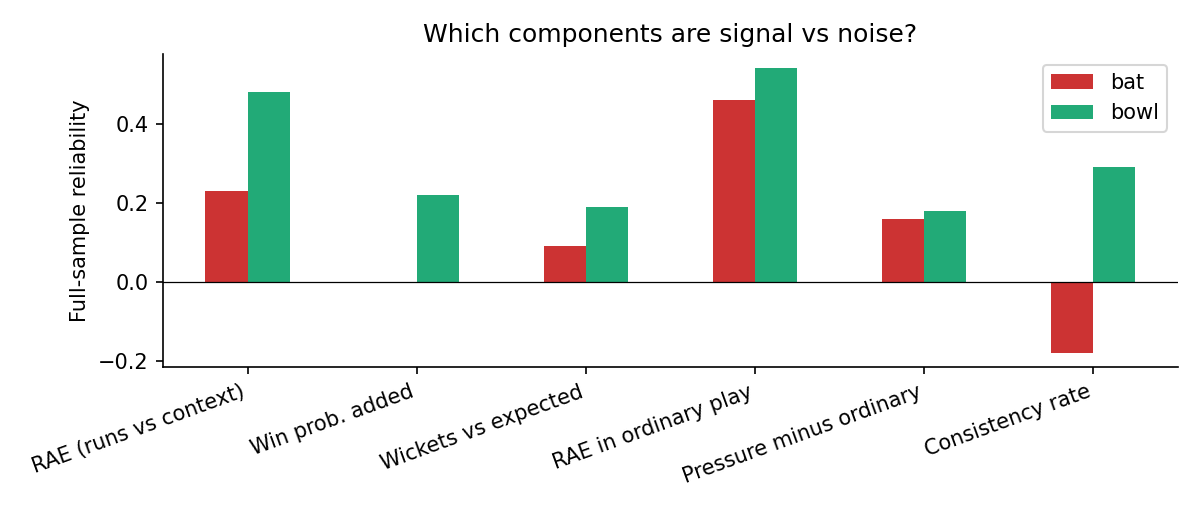 Which components are signal vs noise?
bat
bowl
Full-sample reliability
0.4
0.2
0.0
−0.2
RAE (runs vs context)
Win prob. added
Wickets vs expected
RAE in ordinary play
Pressure minus ordinary
Consistency rate